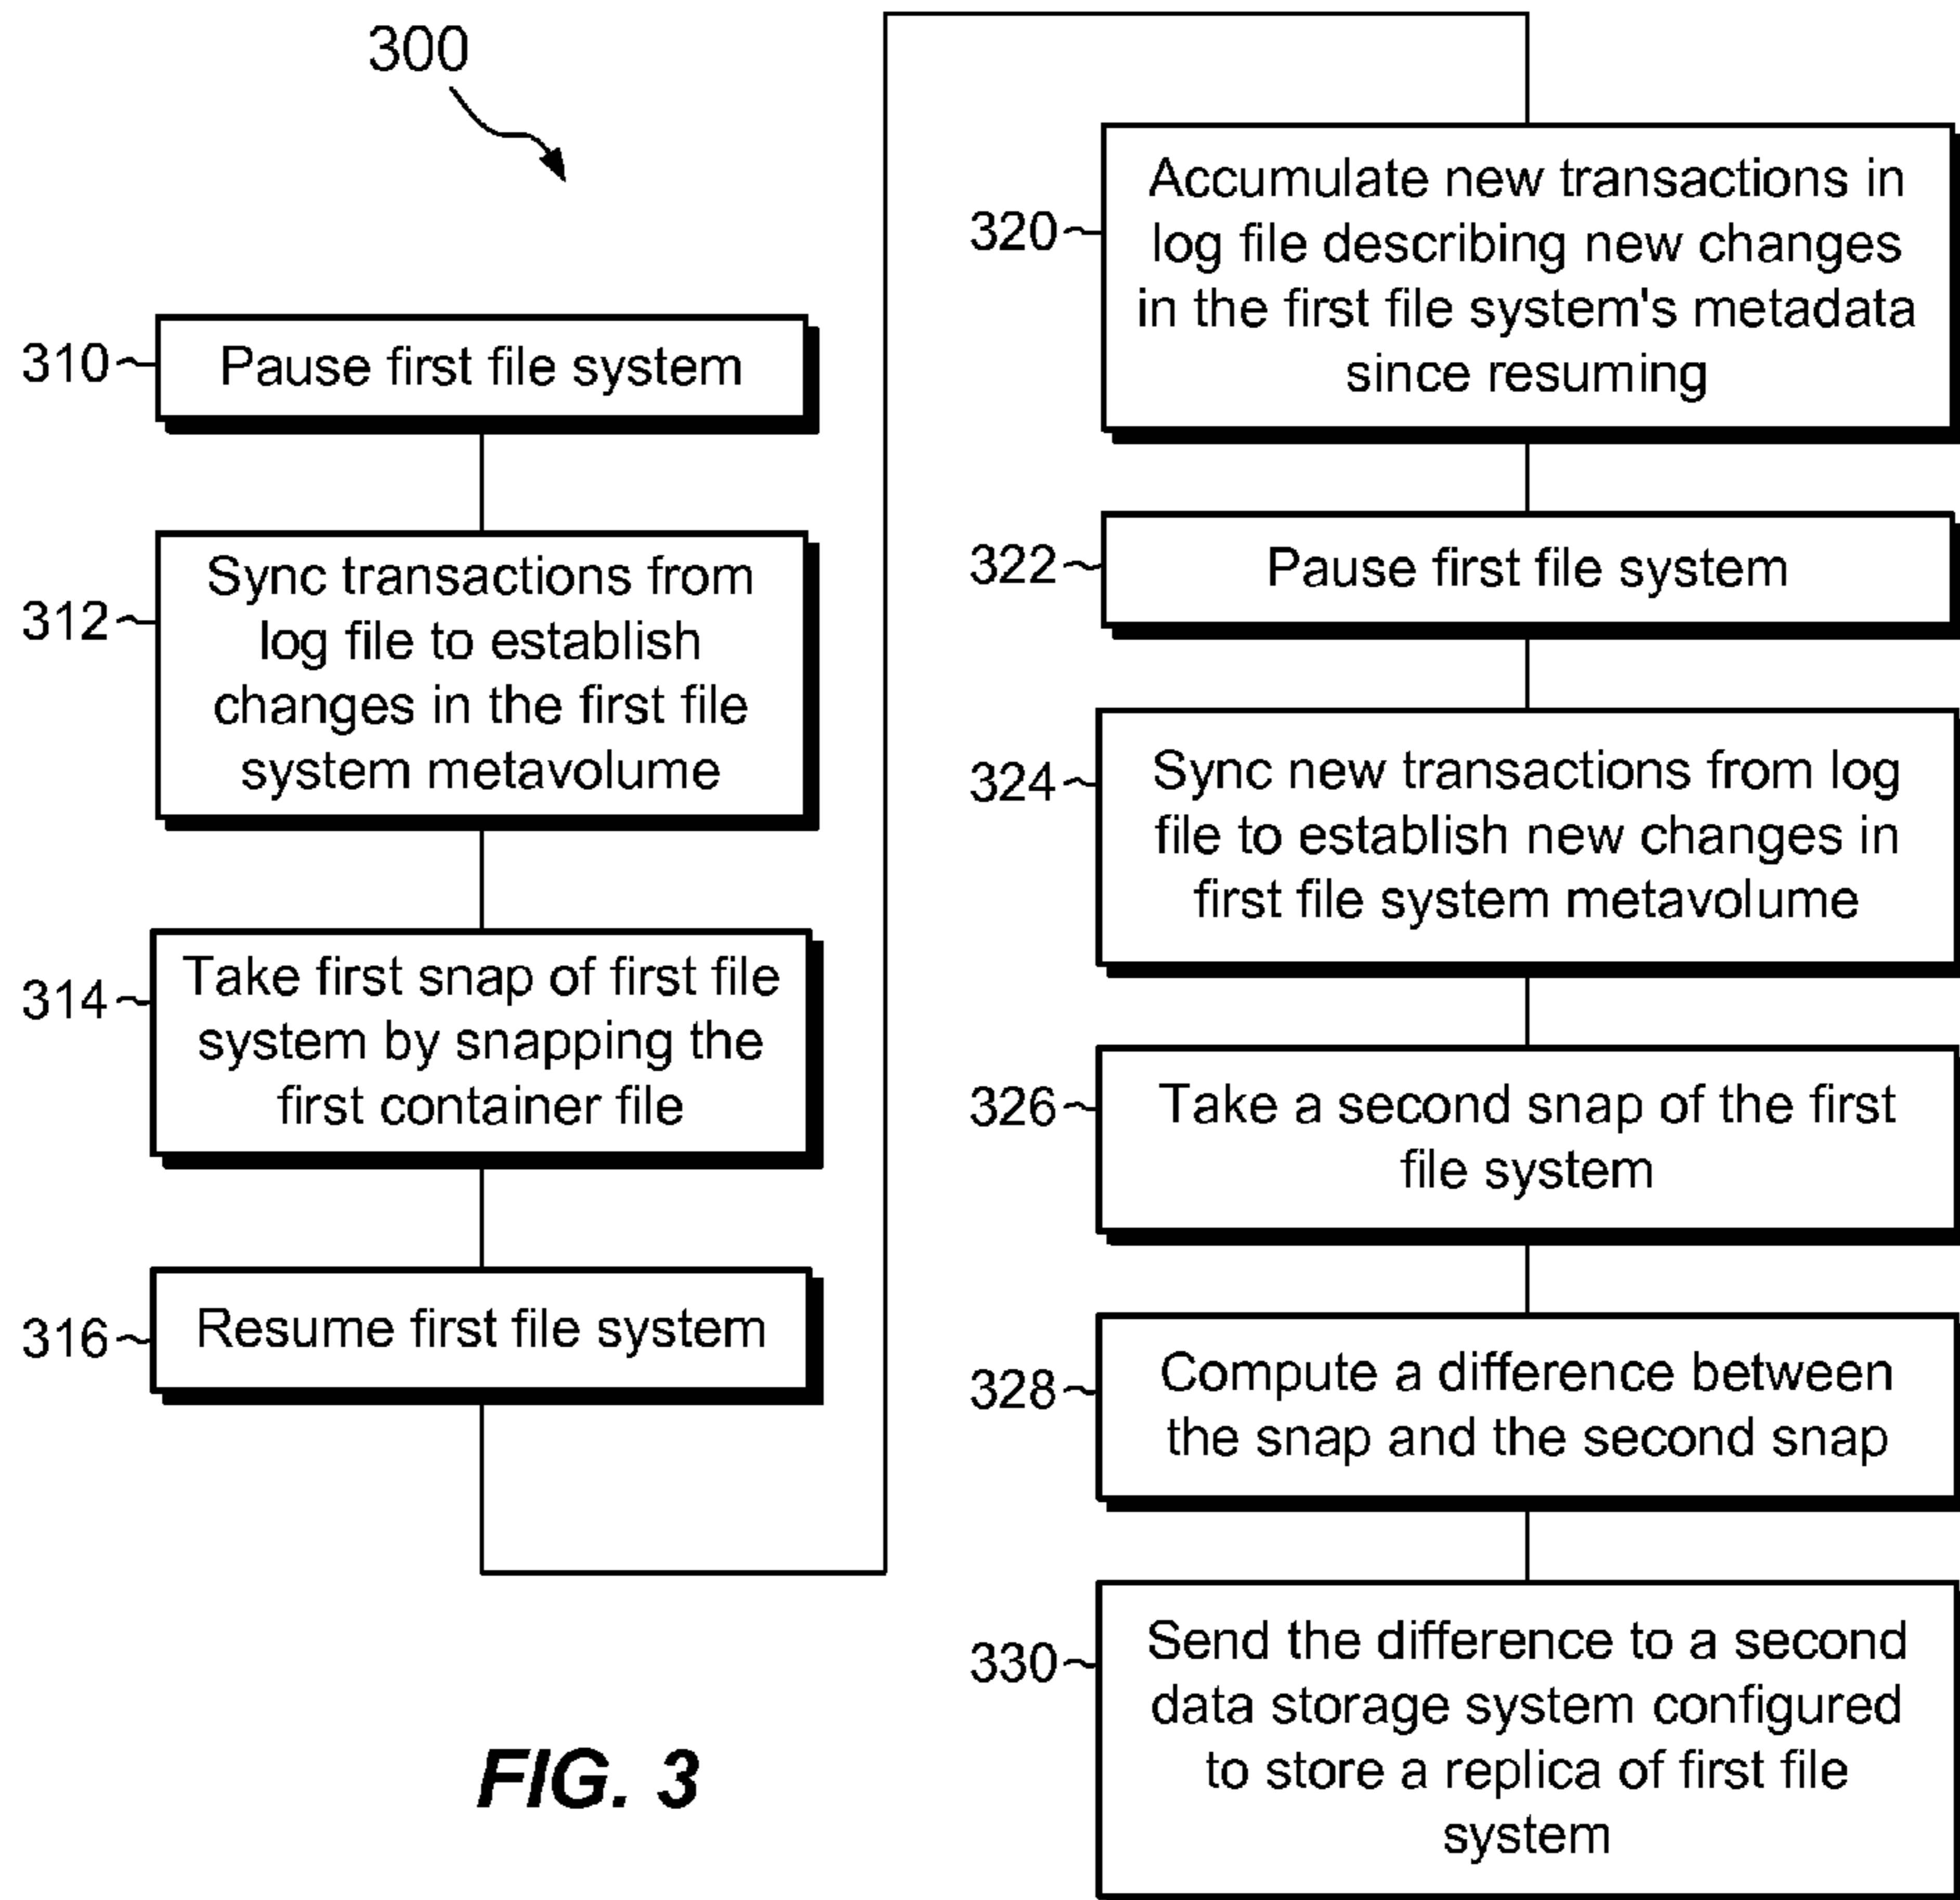 300
310
Pause first file system
312
Sync transactions from
log file to establish
changes in the first file
system metavolume
314
Take first snap of first file
system by snapping the
first container file
316
Resume first file system
320
Accumulate new transactions in
log file describing new changes
in the first file system's metadata
since resuming
322
Pause first file system
324
Sync new transactions from log
file to establish new changes in
first file system metavolume
326
Take a second snap of the first
file system
328
Compute a difference between
the snap and the second snap
330
Send the difference to a second
data storage system configured
to store a replica of first file
system
FIG. 3